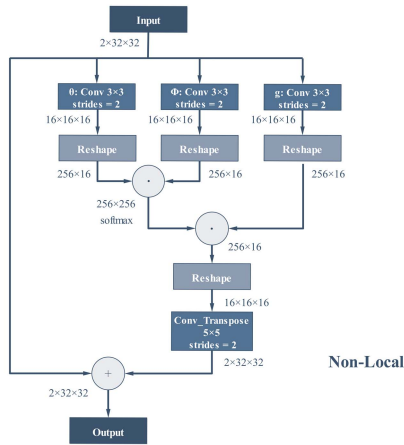 Input
2×32×32
θ: Conv 3×3
strides = 2
Φ: Conv 3×3
strides = 2
g: Conv 3×3
strides = 2
16×16×16
16×16×16
16×16×16
Reshape
Reshape
Reshape
256×16
256×16
256×16
256×256
softmax
256×16
Reshape
16×16×16
Conv_Transpose
5×5
strides = 2
2×32×32
Non-Local
+
2×32×32
Output